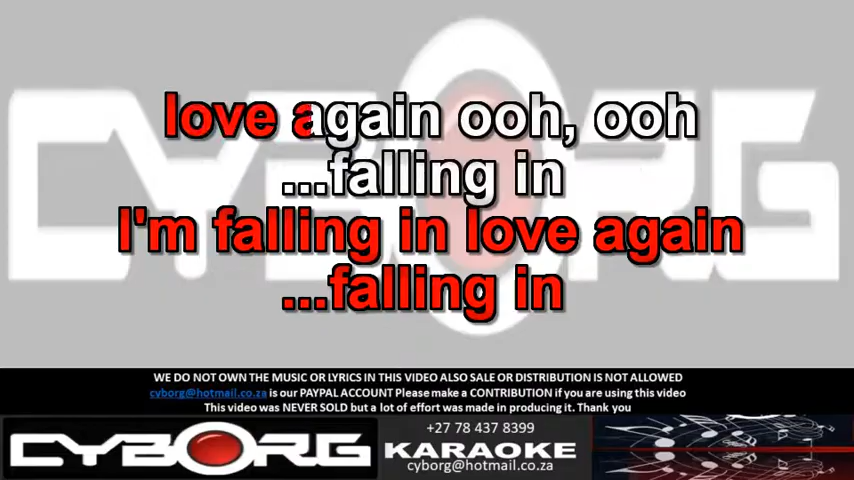 CYBORG
love again ooh, ooh
...falling in
I'm falling in love again
...falling in
WE DO NOT OWN THE MUSIC OR LYRICS IN THIS VIDEO ALSO SALE OR DISTRIBUTION IS NOT ALLOWED
cyborg@hotmail.co.za is our PAYPAL ACCOUNT Please make a CONTRIBUTION if you are using this video
This video was NEVER SOLD but a lot of effort was made in producing it. Thank you
CYBORG
+27 78 437 8399
KARAOKE
cyborg@hotmail.co.za